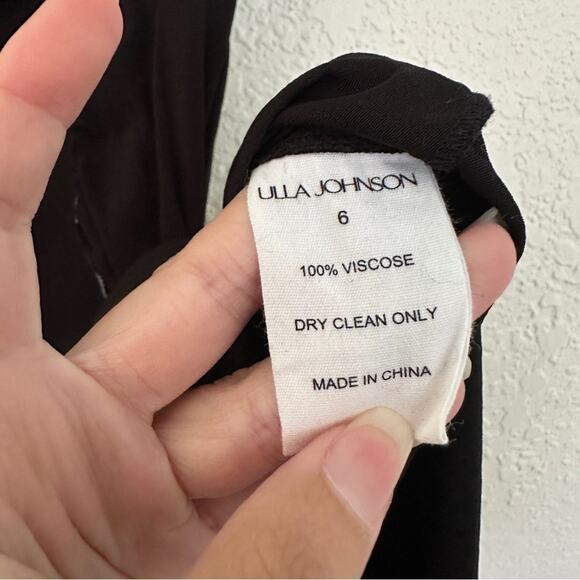 ULLA JOHNSON
6
100% VISCOSE
DRY CLEAN ONLY
MADE IN CHINA